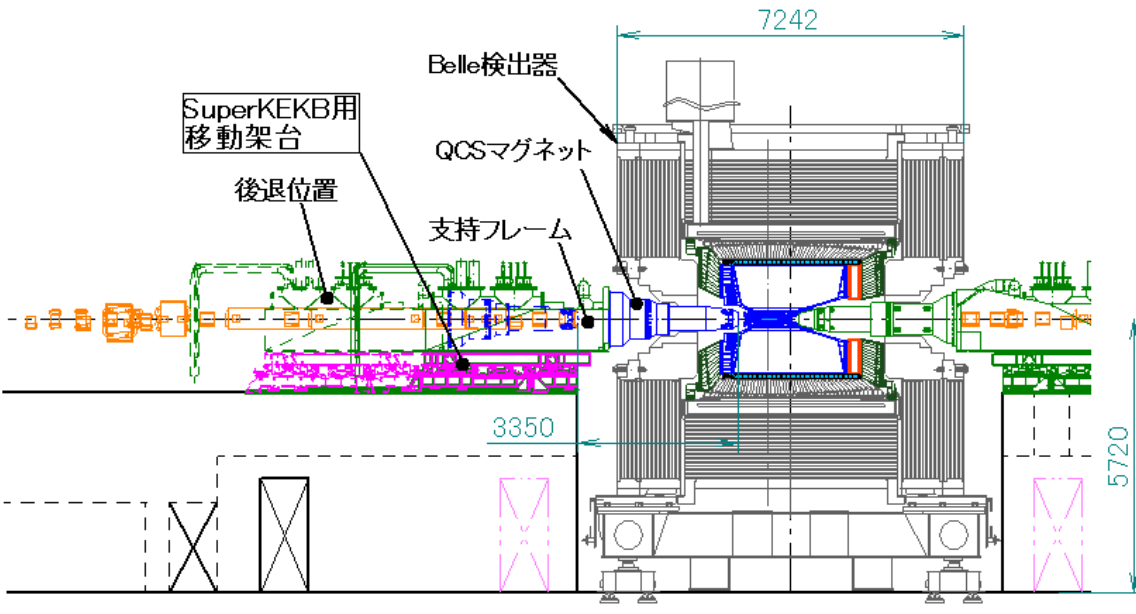 7242
Belle検出器
SuperKEKB用
移動架台
QCSマグネット
後退位置
支持フレーム
3350
5720